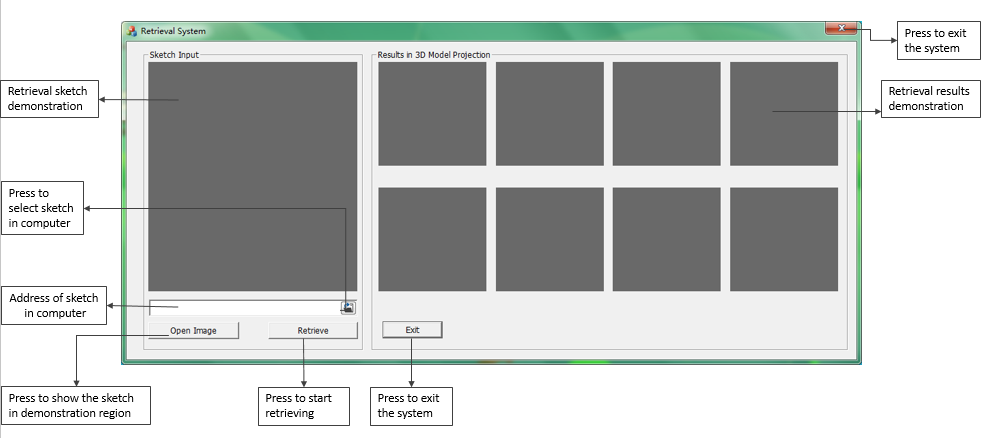 Retrieval System
Press to exit
the system
Sketch Input
Results in 3D Model Projection
Retrieval sketch
demonstration
Retrieval results
demonstration
Press to
select sketch
in computer
Address of sketch
in computer
Open Image
Retrieve
Exit
Press to show the sketch
in demonstration region
Press to start
retrieving
Press to exit
the system